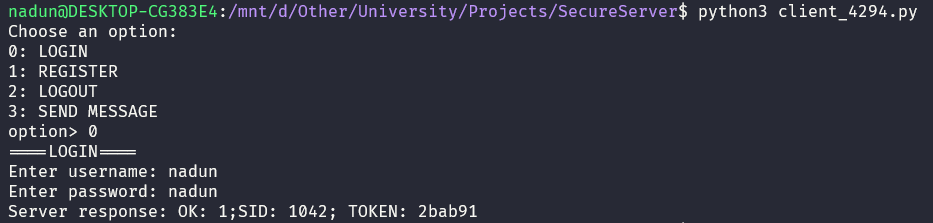 nadun@DESKTOP-CG383E4:/mnt/d/Other/University/Projects/SecureServer$ python3 client_4294.py
Choose an option:
0: LOGIN
1: REGISTER
2: LOGOUT
3: SEND MESSAGE
option> 0
====LOGIN====
Enter username: nadun
Enter password: nadun
Server response: OK: 1;SID: 1042; TOKEN: 2bab91